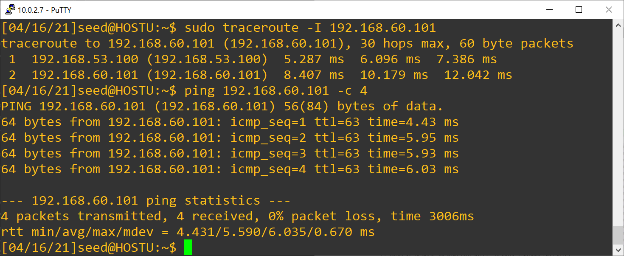 10.0.2.7 - PuTTY
[04/16/21]seed@HOSTU:~$ sudo traceroute -I 192.168.60.101
traceroute to 192.168.60.101 (192.168.60.101), 30 hops max, 60 byte packets
 1  192.168.53.100 (192.168.53.100)  5.287 ms  6.096 ms  7.386 ms
 2  192.168.60.101 (192.168.60.101)  8.407 ms  10.179 ms  12.042 ms
[04/16/21]seed@HOSTU:~$ ping 192.168.60.101 -c 4
PING 192.168.60.101 (192.168.60.101) 56(84) bytes of data.
64 bytes from 192.168.60.101: icmp_seq=1 ttl=63 time=4.43 ms
64 bytes from 192.168.60.101: icmp_seq=2 ttl=63 time=5.95 ms
64 bytes from 192.168.60.101: icmp_seq=3 ttl=63 time=5.93 ms
64 bytes from 192.168.60.101: icmp_seq=4 ttl=63 time=6.03 ms
--- 192.168.60.101 ping statistics ---
4 packets transmitted, 4 received, 0% packet loss, time 3006ms
rtt min/avg/max/mdev = 4.431/5.590/6.035/0.670 ms
[04/16/21]seed@HOSTU:~$